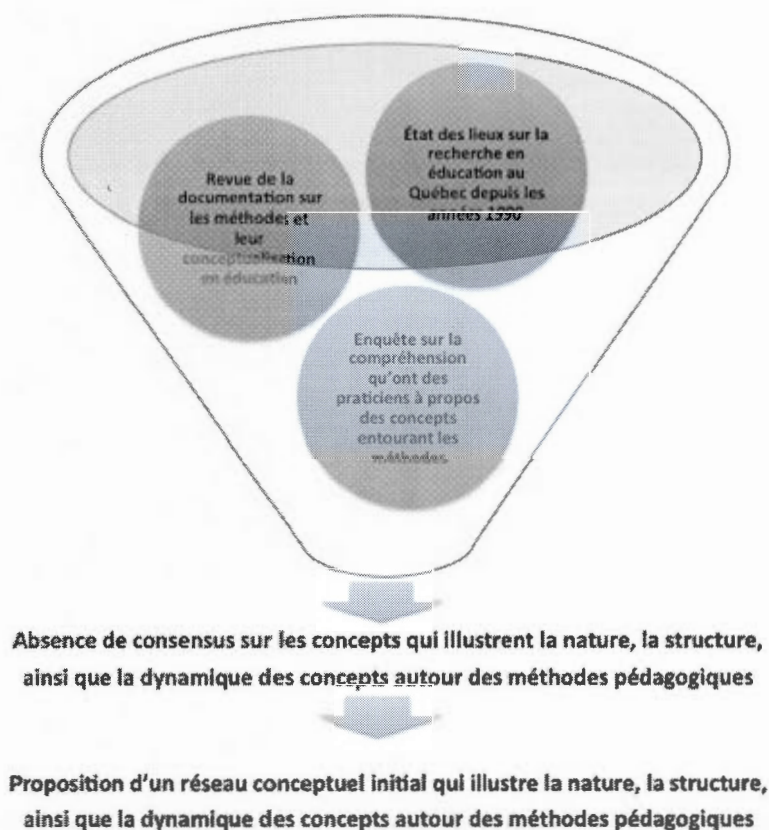 Revue de la
documentation sur
les méthodes et
leur
conceptualisation
en éducation
État des lieux sur la
recherche en
éducation au
Québec depuis les
années 1990
Enquête sur la
compréhension
qu'ont des
praticiens à propos
des concepts
entourant les
méthodes
Absence de consensus sur les concepts qui illustrent la nature, la structure,
ainsi que la dynamique des concepts autour des méthodes pédagogiques
Proposition d'un réseau conceptuel initial qui illustre la nature, la structure,
ainsi que la dynamique des concepts autour des méthodes pédagogiques